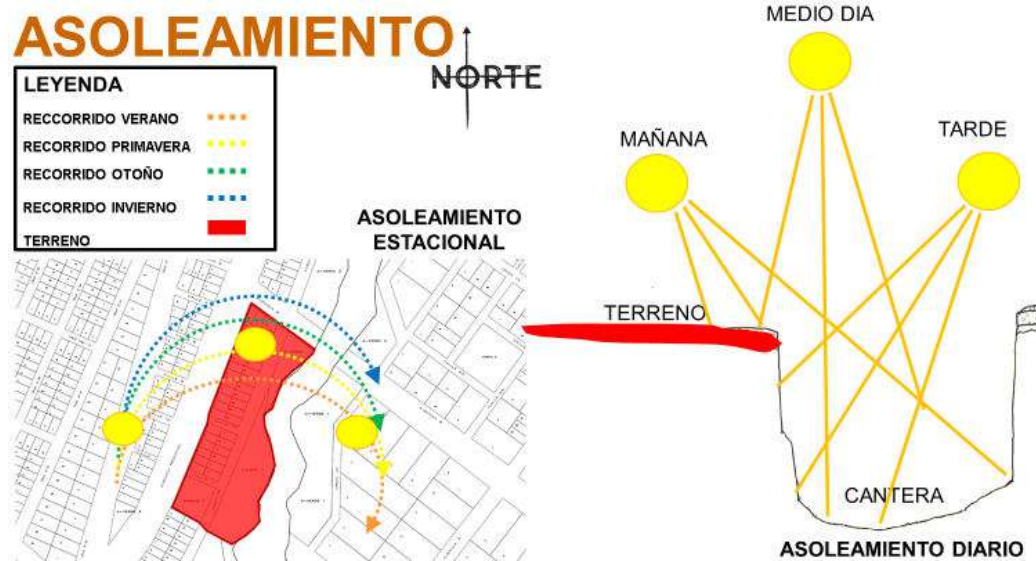 ASOLEAMIENTO
NORTE
LEYENDA
RECCORRIDO VERANO
RECORRIDO PRIMAVERA
RECORRIDO OTOÑO
RECORRIDO INVIERNO
TERRENO
ASOLEAMIENTO
ESTACIONAL
MEDIO DIA
MAÑANA
TARDE
TERRENO
CANTERA
ASOLEAMIENTO DIARIO